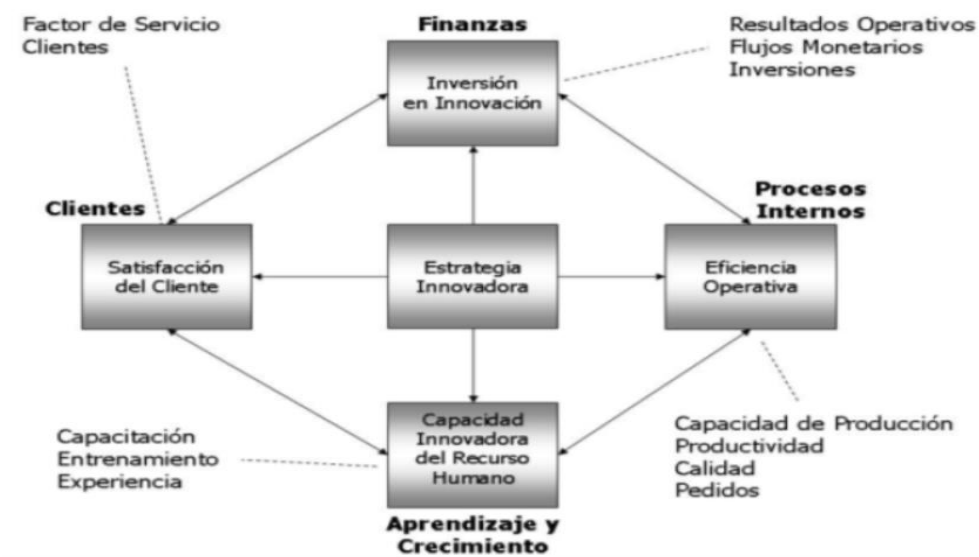 Factor de Servicio
Clientes
Finanzas
Resultados Operativos
Flujos Monetarios
Inversiones
Inversión
en Innovación
Clientes
Procesos
Internos
Satisfacción
del Cliente
Estrategia
Innovadora
Eficiencia
Operativa
Capacitación
Entrenamiento
Experiencia
Capacidad
Innovadora
del Recurso
Humano
Capacidad de Producción
Productividad
Calidad
Pedidos
Aprendizaje y
Crecimiento